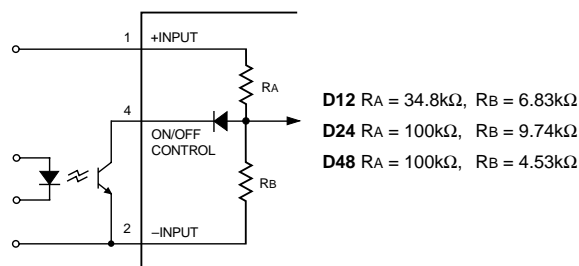 1 +INPUT
RA
4
ON/OFF
CONTROL
RB
2 –INPUT
D12 RA = 34.8kΩ, RB = 6.83kΩ
D24 RA = 100kΩ, RB = 9.74kΩ
D48 RA = 100kΩ, RB = 4.53kΩ